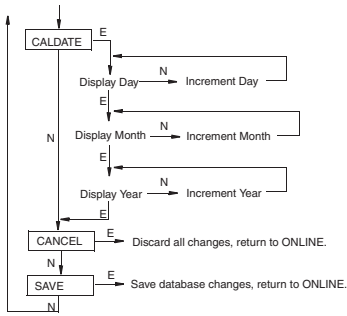 E
CALDATE
N
Display Day
Increment Day
E
N
Display Month
N
Increment Month
E
N
Display Year
Increment Year
E
CANCEL
E
Discard all changes, return to ONLINE.
N
E
SAVE
Save database changes, return to ONLINE.
N